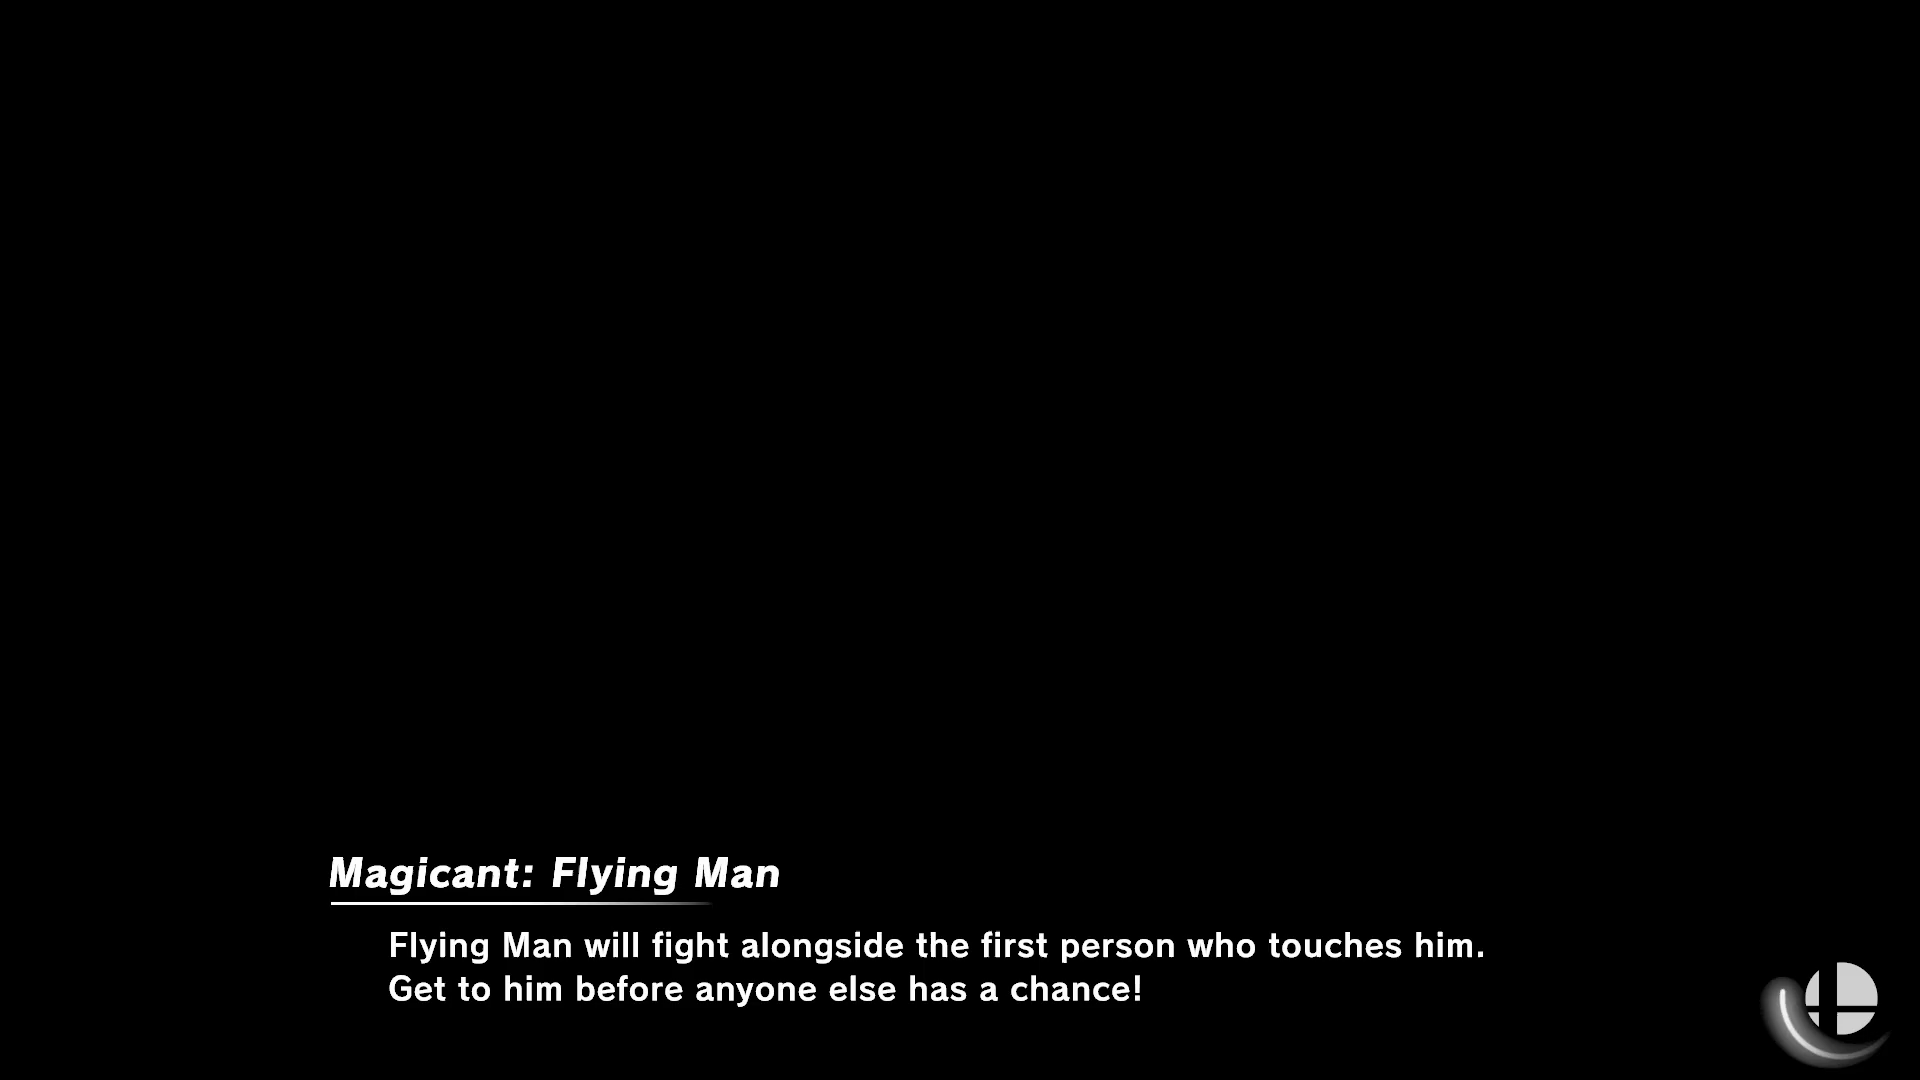 Magicant: Flying Man
Flying Man will fight alongside the first person who touches him.
Get to him before anyone else has a chance!